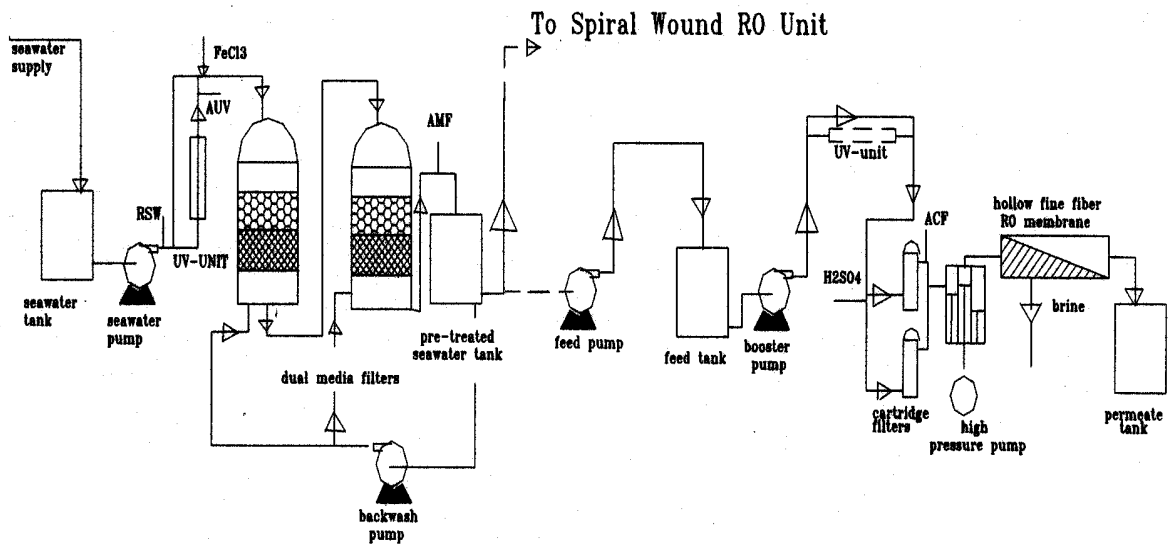 To Spiral Wound RO Unit
seawater
supply
FeCl3
AUV
AMF
RSW
UV-UNIT
UV-unit
hollow fine fiber
RO membrane
ACF
H2SO4
seawater
tank
seawater
pump
pre-treated
seawater tank
feed pump
feed tank
booster
pump
brine
dual media filters
cartridge
filters
high
pressure pump
permeate
tank
backwash
pump